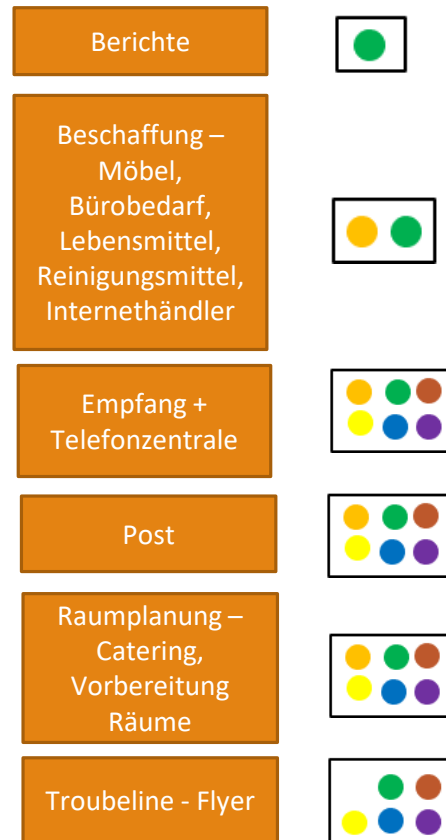 Berichte
Beschaffung –
Möbel,
Bürobedarf,
Lebensmittel,
Reinigungsmittel,
Internethändler
Empfang +
Telefonzentrale
Post
Raumplanung –
Catering,
Vorbereitung
Räume
Troubeline - Flyer